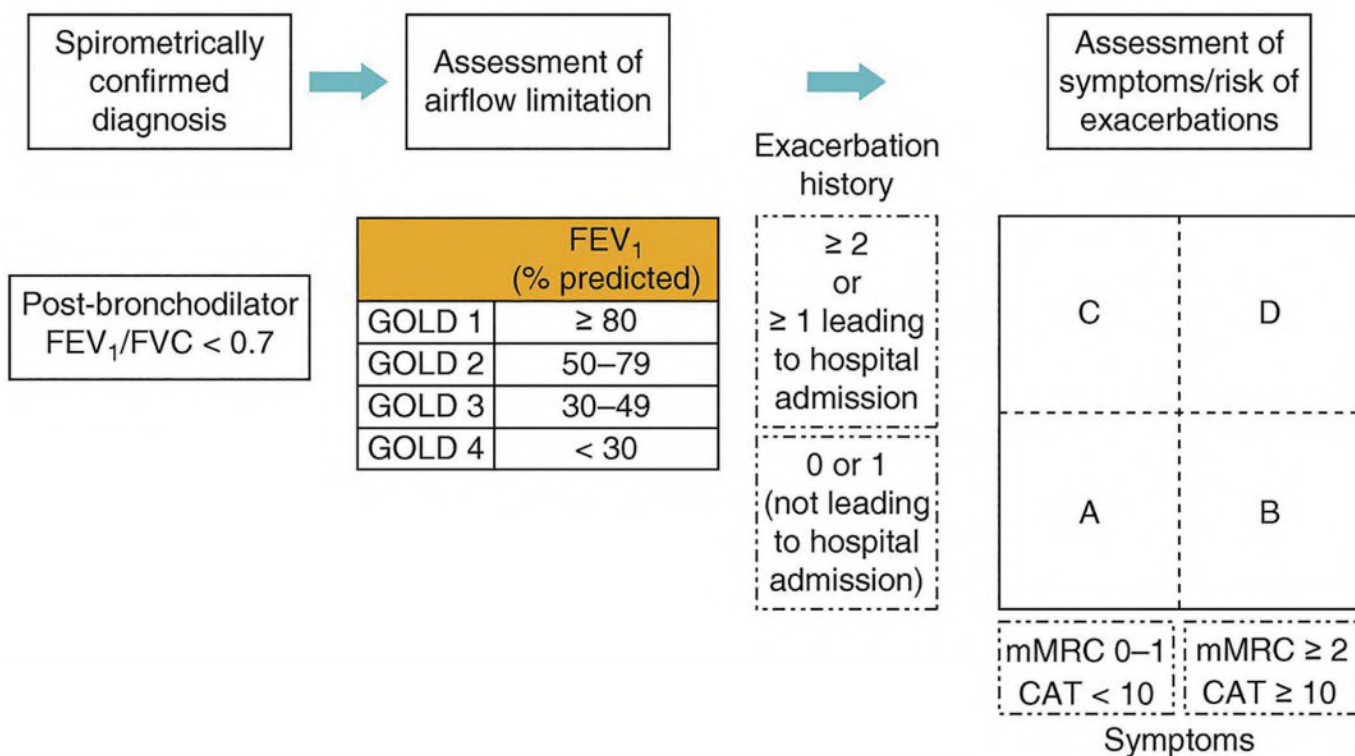 Spirometrically
confirmed
diagnosis
Assessment of
airflow limitation
Assessment of
symptoms/risk of
exacerbations
Post-bronchodilator
FEV₁/FVC < 0.7
FEV₁
(% predicted)
GOLD 1 ≥ 80
GOLD 2 50–79
GOLD 3 30–49
GOLD 4 < 30
Exacerbation
history
≥ 2
or
≥ 1 leading
to hospital
admission
0 or 1
(not leading
to hospital
admission)
C D
A B
mMRC 0–1
CAT < 10
mMRC ≥ 2
CAT ≥ 10
Symptoms